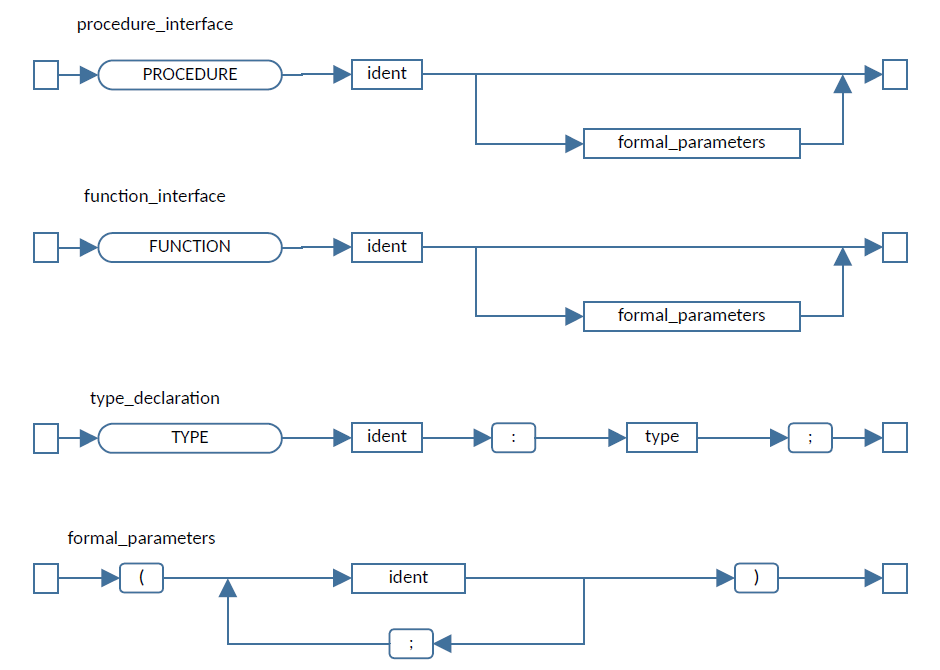 procedure_interface
PROCEDURE ident
formal_parameters
function_interface
FUNCTION ident
formal_parameters
type_declaration
TYPE ident : type ;
formal_parameters
( ident )
;